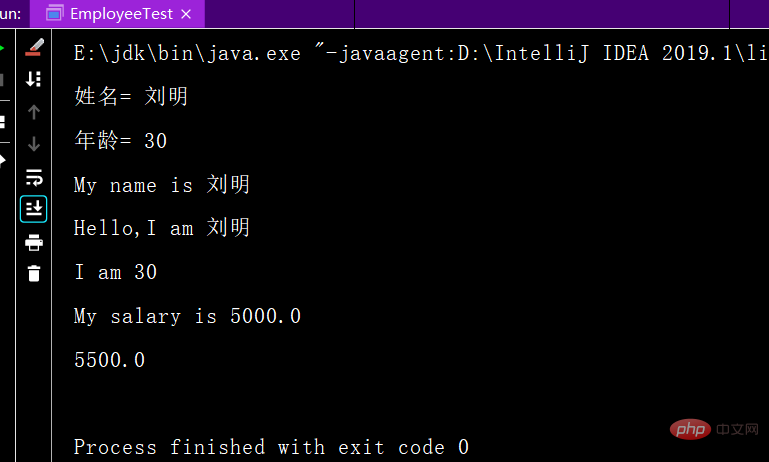 un: EmployeeTest ×
E:\jdk\bin\java.exe "-javaagent:D:\IntelliJ IDEA 2019.1\li
姓名= 刘明
年龄= 30
My name is 刘明
Hello,I am 刘明
I am 30
My salary is 5000.0
5500.0
Process finished with exit code 0
php 中文网